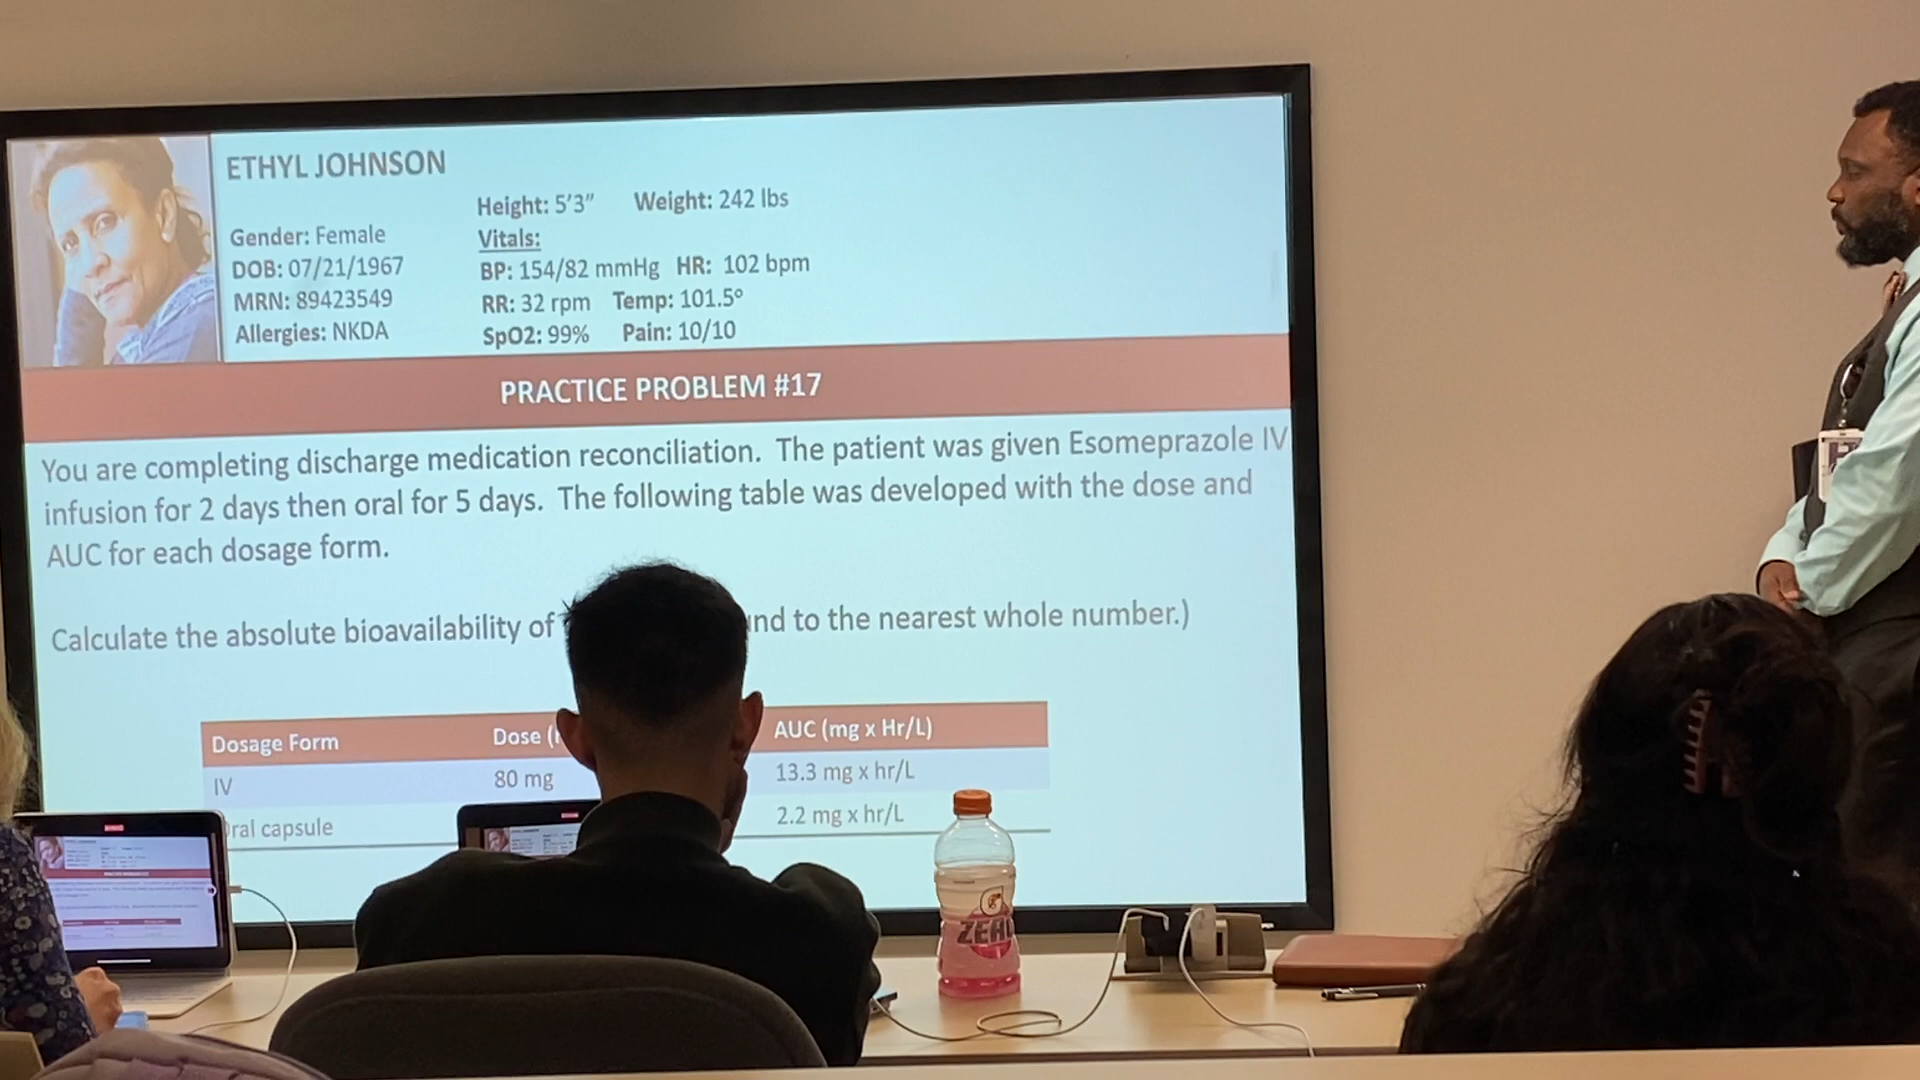 ETHYL JOHNSON
Height: 5’3” Weight: 242 lbs
Gender: Female
Vitals:
DOB: 07/21/1967
BP: 154/82 mmHg HR: 102 bpm
MRN: 89423549
RR: 32 rpm Temp: 101.5°
Allergies: NKDA
SpO2: 99% Pain: 10/10
PRACTICE PROBLEM #17
You are completing discharge medication reconciliation. The patient was given Esomeprazole IV
infusion for 2 days then oral for 5 days. The following table was developed with the dose and
AUC for each dosage form.
Calculate the absolute bioavailability of to the nearest whole number.)
Dosage Form Dose AUC (mg x Hr/L)
IV 80 mg 13.3 mg x hr/L
capsule 2.2 mg x hr/L
G